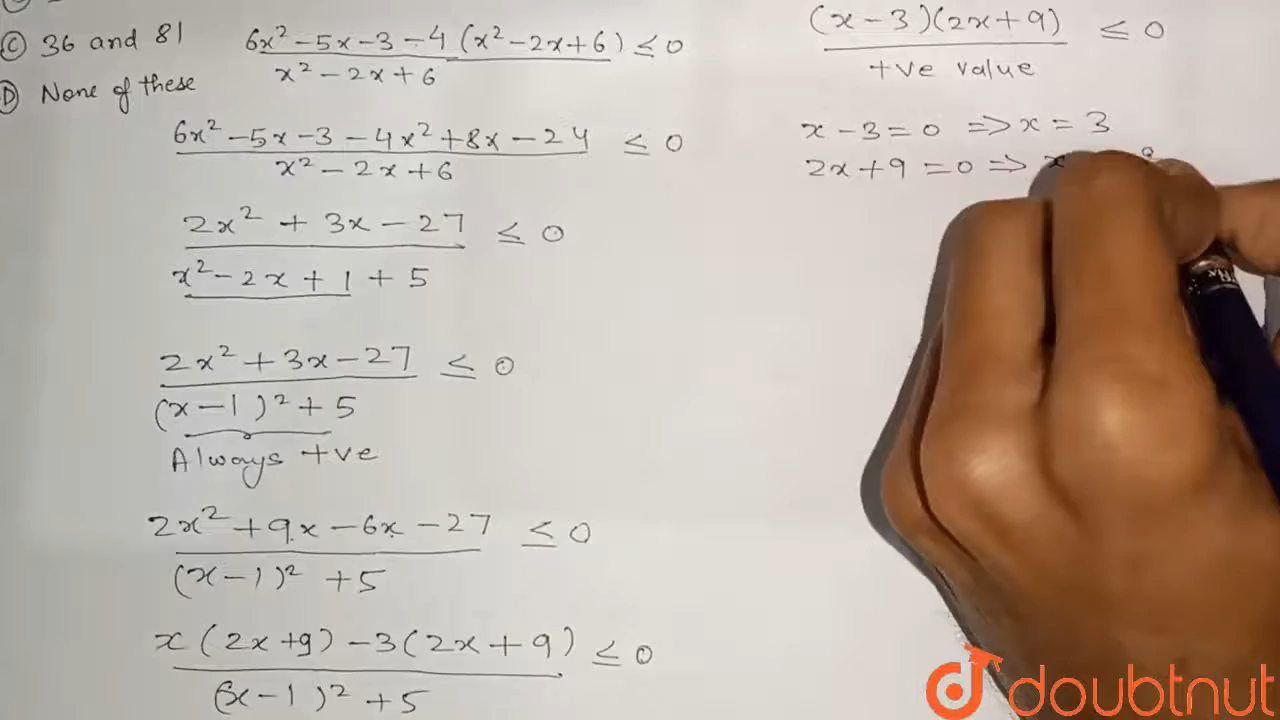 Ⓒ 36 and 81
Ⓓ None of these
6x² - 5x - 3 - 4 (x² - 2x + 6) ≤ 0
x² - 2x + 6
6x² - 5x - 3 - 4x² + 8x - 24 ≤ 0
x² - 2x + 6
2x² + 3x - 27 ≤ 0
x² - 2x + 1 + 5
2x² + 3x - 27 ≤ 0
(x - 1)² + 5
Always +ve
2x² + 9x - 6x - 27 ≤ 0
(x - 1)² + 5
x (2x + 9) - 3 (2x + 9) ≤ 0
(x - 1)² + 5
(x - 3)(2x + 9) ≤ 0
+ve value
x - 3 = 0 => x = 3
2x + 9 = 0 => x
doubtnut